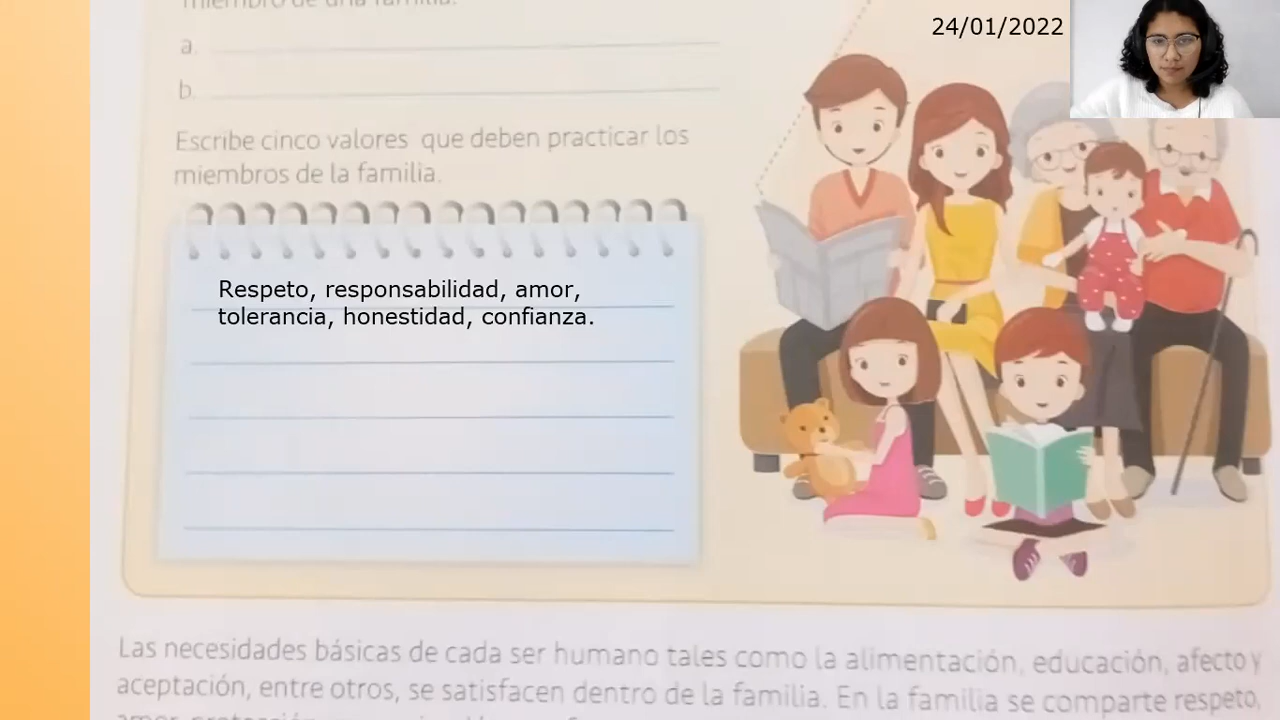 miembro de una familia.
24/01/2022
a.
b.
Escribe cinco valores que deben practicar los
miembros de la familia.
Respeto, responsabilidad, amor,
tolerancia, honestidad, confianza.
Las necesidades básicas de cada ser humano tales como la alimentación, educación, afecto y
aceptación, entre otros, se satisfacen dentro de la familia. En la familia se comparte respeto,